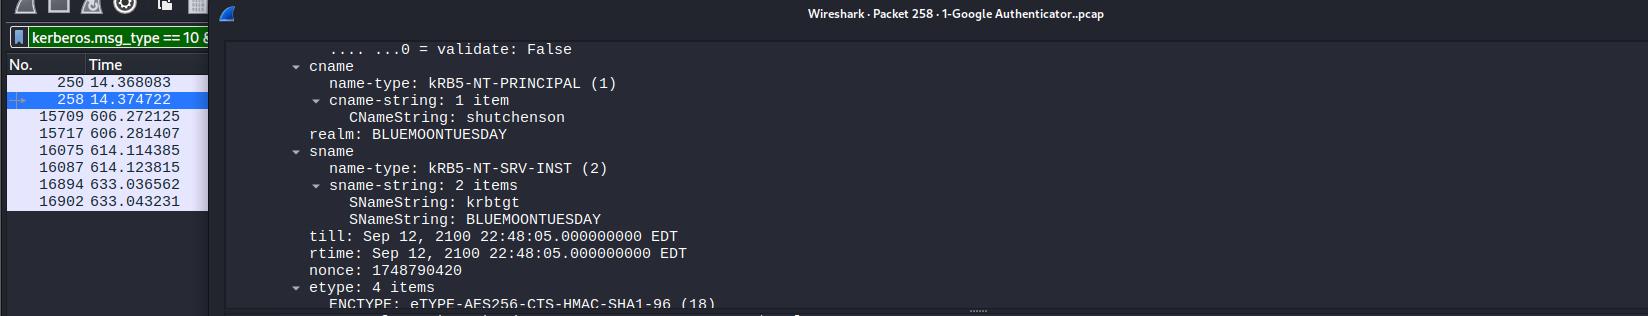 Wireshark · Packet 258 · 1-Google Authenticator..pcap
kerberos.msg_type == 10 &
No. Time
250 14.368083
258 14.374722
15709 606.272125
15717 606.281407
16075 614.114385
16087 614.123815
16894 633.036562
16902 633.043231
.... ...0 = validate: False
cname
name-type: kRB5-NT-PRINCIPAL (1)
cname-string: 1 item
CNameString: shutchenson
realm: BLUEMOONTUESDAY
sname
name-type: kRB5-NT-SRV-INST (2)
sname-string: 2 items
SNameString: krbtgt
SNameString: BLUEMOONTUESDAY
till: Sep 12, 2100 22:48:05.000000000 EDT
rtime: Sep 12, 2100 22:48:05.000000000 EDT
nonce: 1748790420
etype: 4 items
ENCTYPE: eTYPE-AES256-CTS-HMAC-SHA1-96 (18)